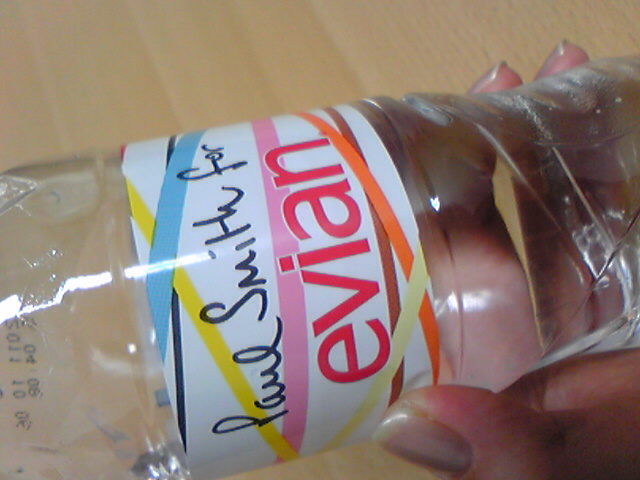 Paul Smith for
evian.